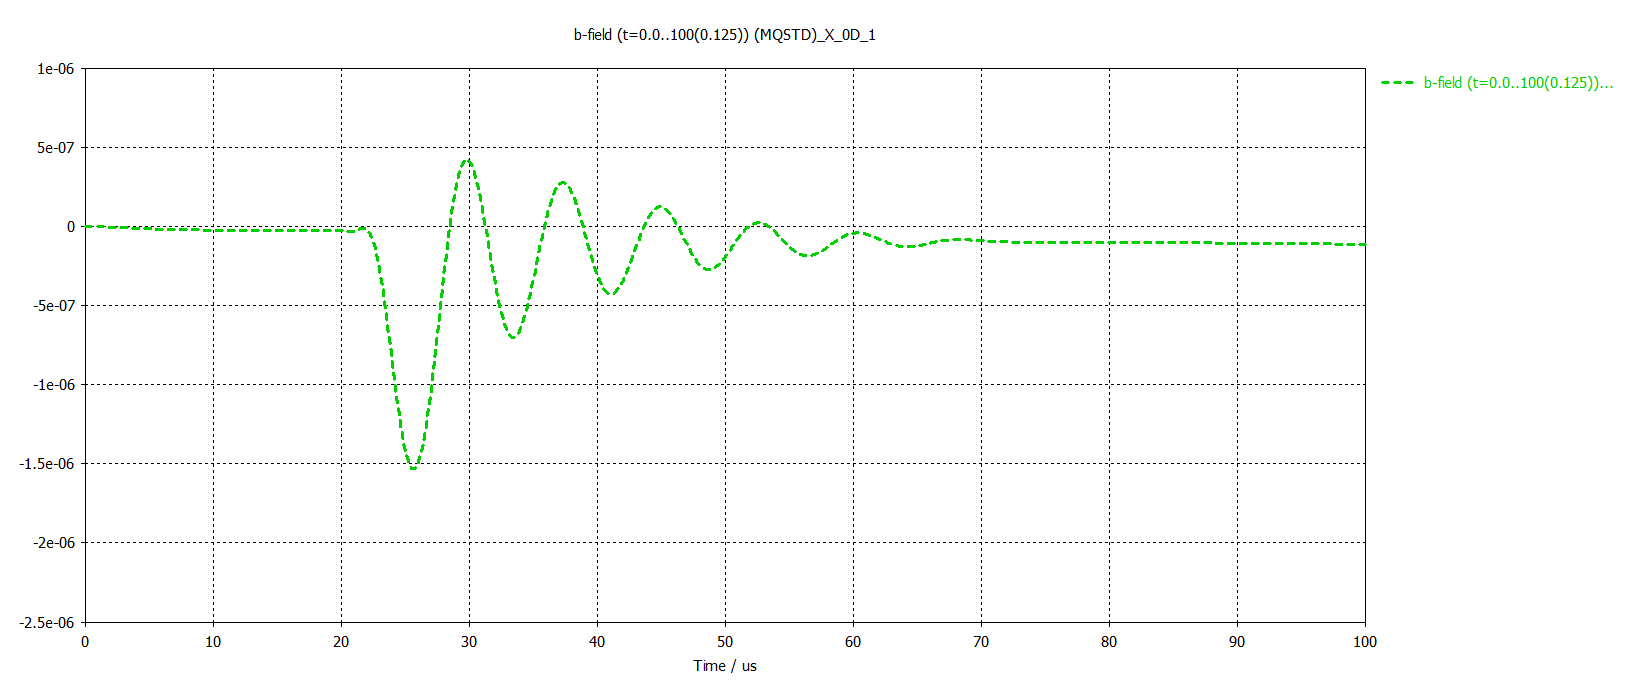 b-field (t=0.0..100(0.125)) (MQSTD)_X_0D_1
1e-06
b-field (t=0.0..100(0.125))...
5e-07
0
-5e-07
-1e-06
-1.5e-06
-2e-06
-2.5e-06
0 10 20 30 40 50 60 70 80 90 100
Time / us